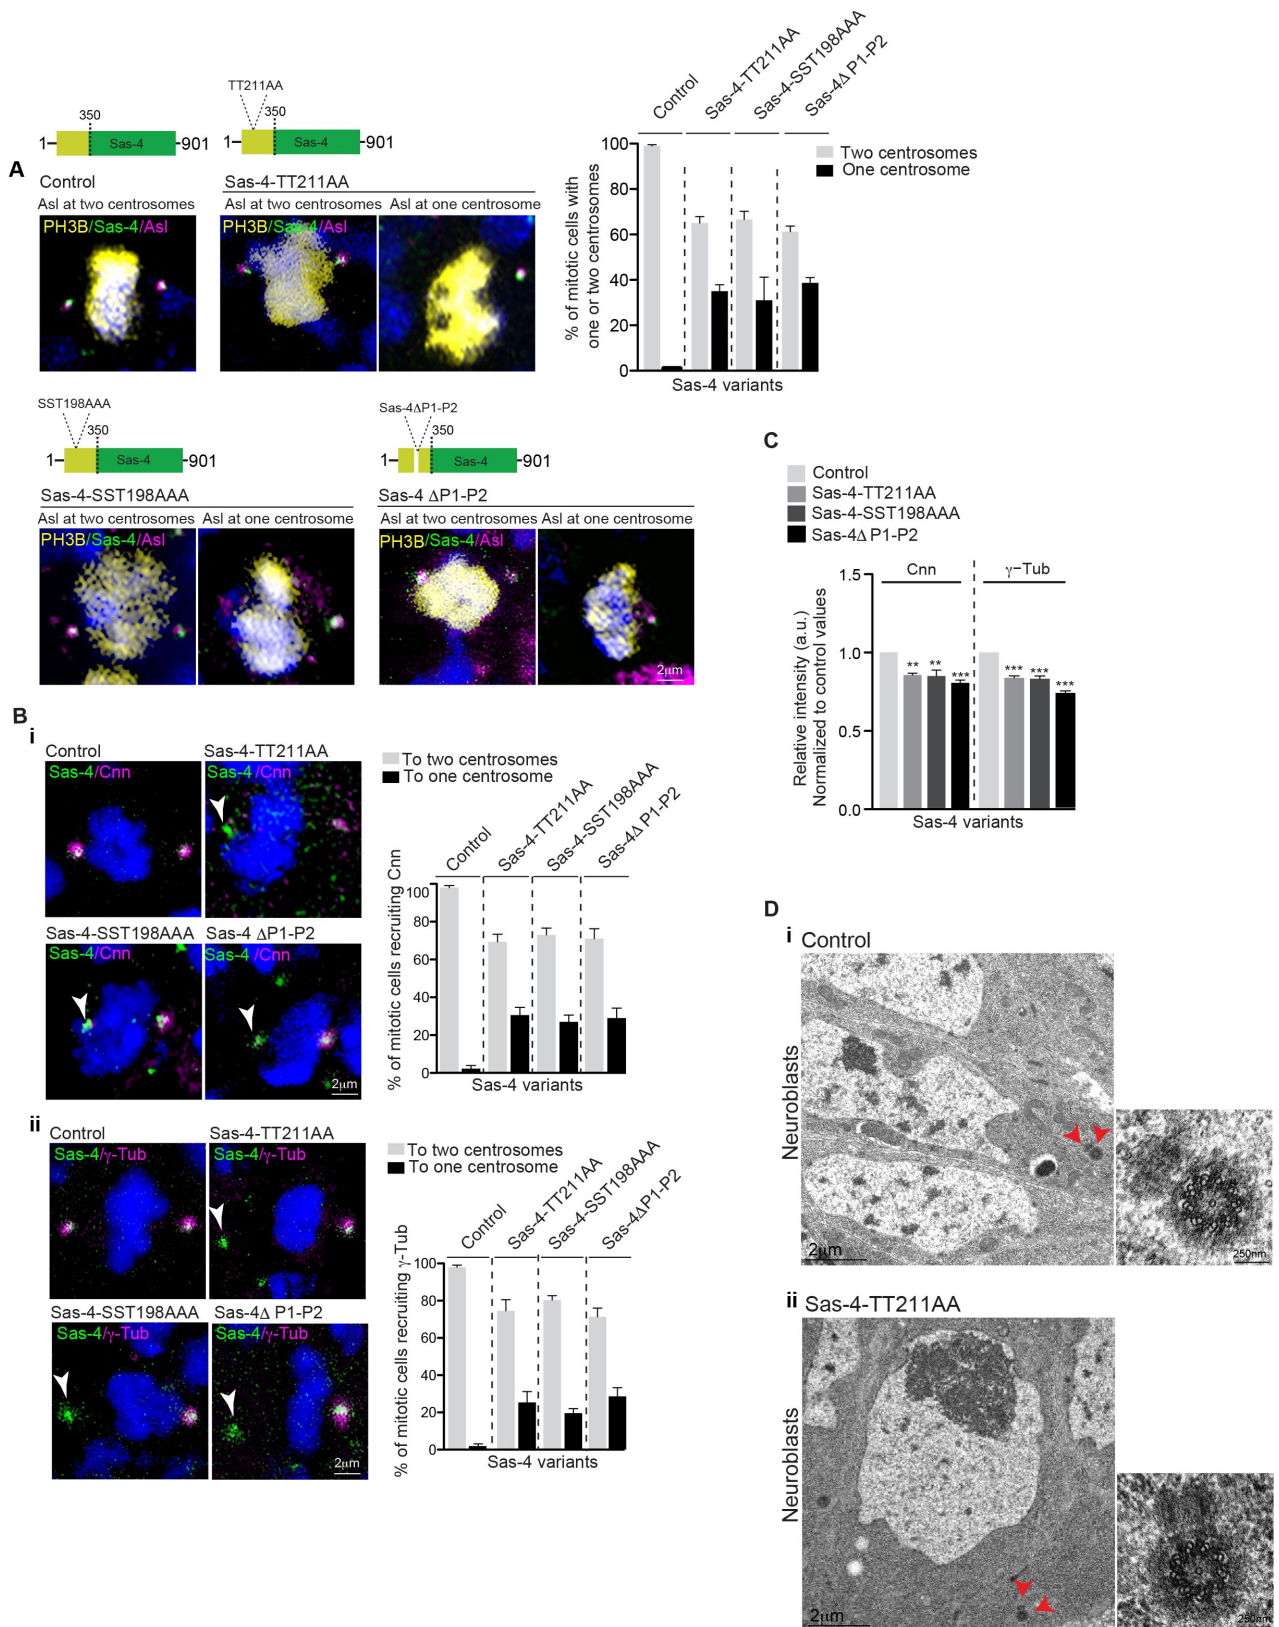 A
TT211AA
350
1
Sas-4
901
350
1
Sas-4
901
Control
Asl at two centrosomes
PH3B/Sas-4/Asl
Sas-4-TT211AA
Asl at two centrosomes
Asl at one centrosome
PH3B/Sas-4/Asl
Control
Sas-4-TT211AA
Sas-4-SST198AAA
Sas-4Δ P1-P2
% of mitotic cells with
one or two centrosomes
100
80
60
40
20
0
Sas-4 variants
Two centrosomes
One centrosome
SST198AAA
350
1
Sas-4
901
Sas-4ΔP1-P2
350
1
Sas-4
901
Sas-4-SST198AAA
Asl at two centrosomes
Asl at one centrosome
PH3B/Sas-4/Asl
Sas-4 ΔP1-P2
Asl at two centrosomes
Asl at one centrosome
PH3B/Sas-4/Asl
2μm
B
i
Control
Sas-4/Cnn
Sas-4-TT211AA
Sas-4/Cnn
Sas-4-SST198AAA
Sas-4/Cnn
Sas-4 ΔP1-P2
Sas-4 /Cnn
2μm
To two centrosomes
To one centrosome
Control
Sas-4-TT211AA
Sas-4-SST198AAA
Sas-4Δ P1-P2
% of mitotic cells recruiting Cnn
100
80
60
40
20
0
Sas-4 variants
ii
Control
Sas-4/γ-Tub
Sas-4-TT211AA
Sas-4/γ-Tub
Sas-4-SST198AAA
Sas-4/γ-Tub
Sas-4Δ P1-P2
Sas-4/γ-Tub
2μm
To two centrosomes
To one centrosome
Control
Sas-4-TT211AA
Sas-4-SST198AAA
Sas-4ΔP1-P2
% of mitotic cells recruiting γ-Tub
100
80
60
40
20
0
Sas-4 variants
C
Control
Sas-4-TT211AA
Sas-4-SST198AAA
Sas-4Δ P1-P2
Cnn
γ-Tub
Relative intensity (a.u.)
Normalized to control values
1.5
1.0
0.5
0.0
** ** *** *** *** ***
Sas-4 variants
D
i
Control
Neuroblasts
2μm
250nm
ii
Sas-4-TT211AA
Neuroblasts
2μm
250nm